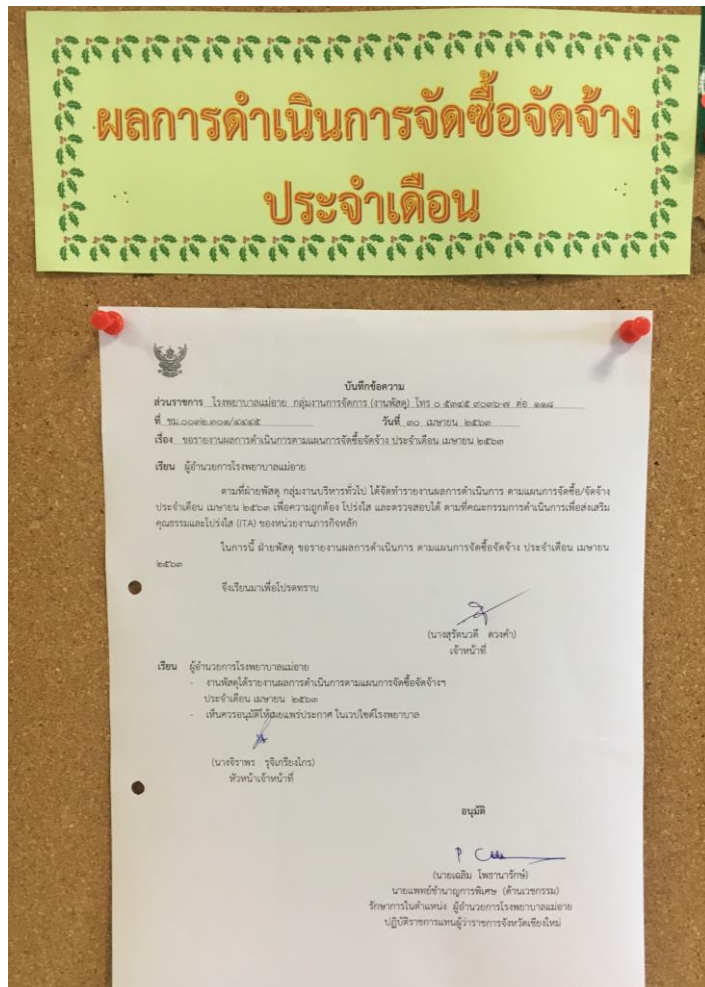 ผลการดำเนินการจัดซื้อจัดจ้าง
ประจำเดือน
บันทึกข้อความ
ส่วนราชการ โรงพยาบาลแม่อาย กลุ่มงานการจัดการ (งานพัสดุ) โทร ๐ ๕๓๔๕ ๙๐๓๖-๗ ต่อ ๑๑๘
ที่ ชม.๐๐๓๒.๓๐๑/ วันที่ ๓๐ เมษายน ๒๕๖๓
เรื่อง ขอรายงานผลการดำเนินการตามแผนการจัดซื้อจัดจ้าง ประจำเดือน เมษายน ๒๕๖๓
เรียน ผู้อำนวยการโรงพยาบาลแม่อาย
ตามที่ฝ่ายพัสดุ กลุ่มงานบริหารทั่วไป ได้จัดทำรายงานผลการดำเนินการ ตามแผนการจัดซื้อ/จัดจ้าง
ประจำเดือน เมษายน ๒๕๖๓ เพื่อความถูกต้อง โปร่งใส และตรวจสอบได้ ตามที่คณะกรรมการดำเนินการเพื่อส่งเสริม
คุณธรรมและโปร่งใส (ITA) ของหน่วยงานภารกิจหลัก
ในการนี้ ฝ่ายพัสดุ ขอรายงานผลการดำเนินการ ตามแผนการจัดซื้อจัดจ้าง ประจำเดือน เมษายน
๒๕๖๓
จึงเรียนมาเพื่อโปรดทราบ
(นางสุรัตนวดี ดวงคำ)
เจ้าหน้าที่
เรียน ผู้อำนวยการโรงพยาบาลแม่อาย
- งานพัสดุได้รายงานผลการดำเนินการตามแผนการจัดซื้อจัดจ้างฯ
ประจำเดือน เมษายน ๒๕๖๓
- เห็นควรอนุมัติให้เผยแพร่ประกาศ ในเวปไซต์โรงพยาบาล
(นางจิราพร รุจิเกรียงไกร)
หัวหน้าเจ้าหน้าที่
อนุมัติ
(นายเฉลิม โพธานารักษ์)
นายแพทย์ชำนาญการพิเศษ (ด้านเวชกรรม)
รักษาการในตำแหน่ง ผู้อำนวยการโรงพยาบาลแม่อาย
ปฏิบัติราชการแทนผู้ว่าราชการจังหวัดเชียงใหม่